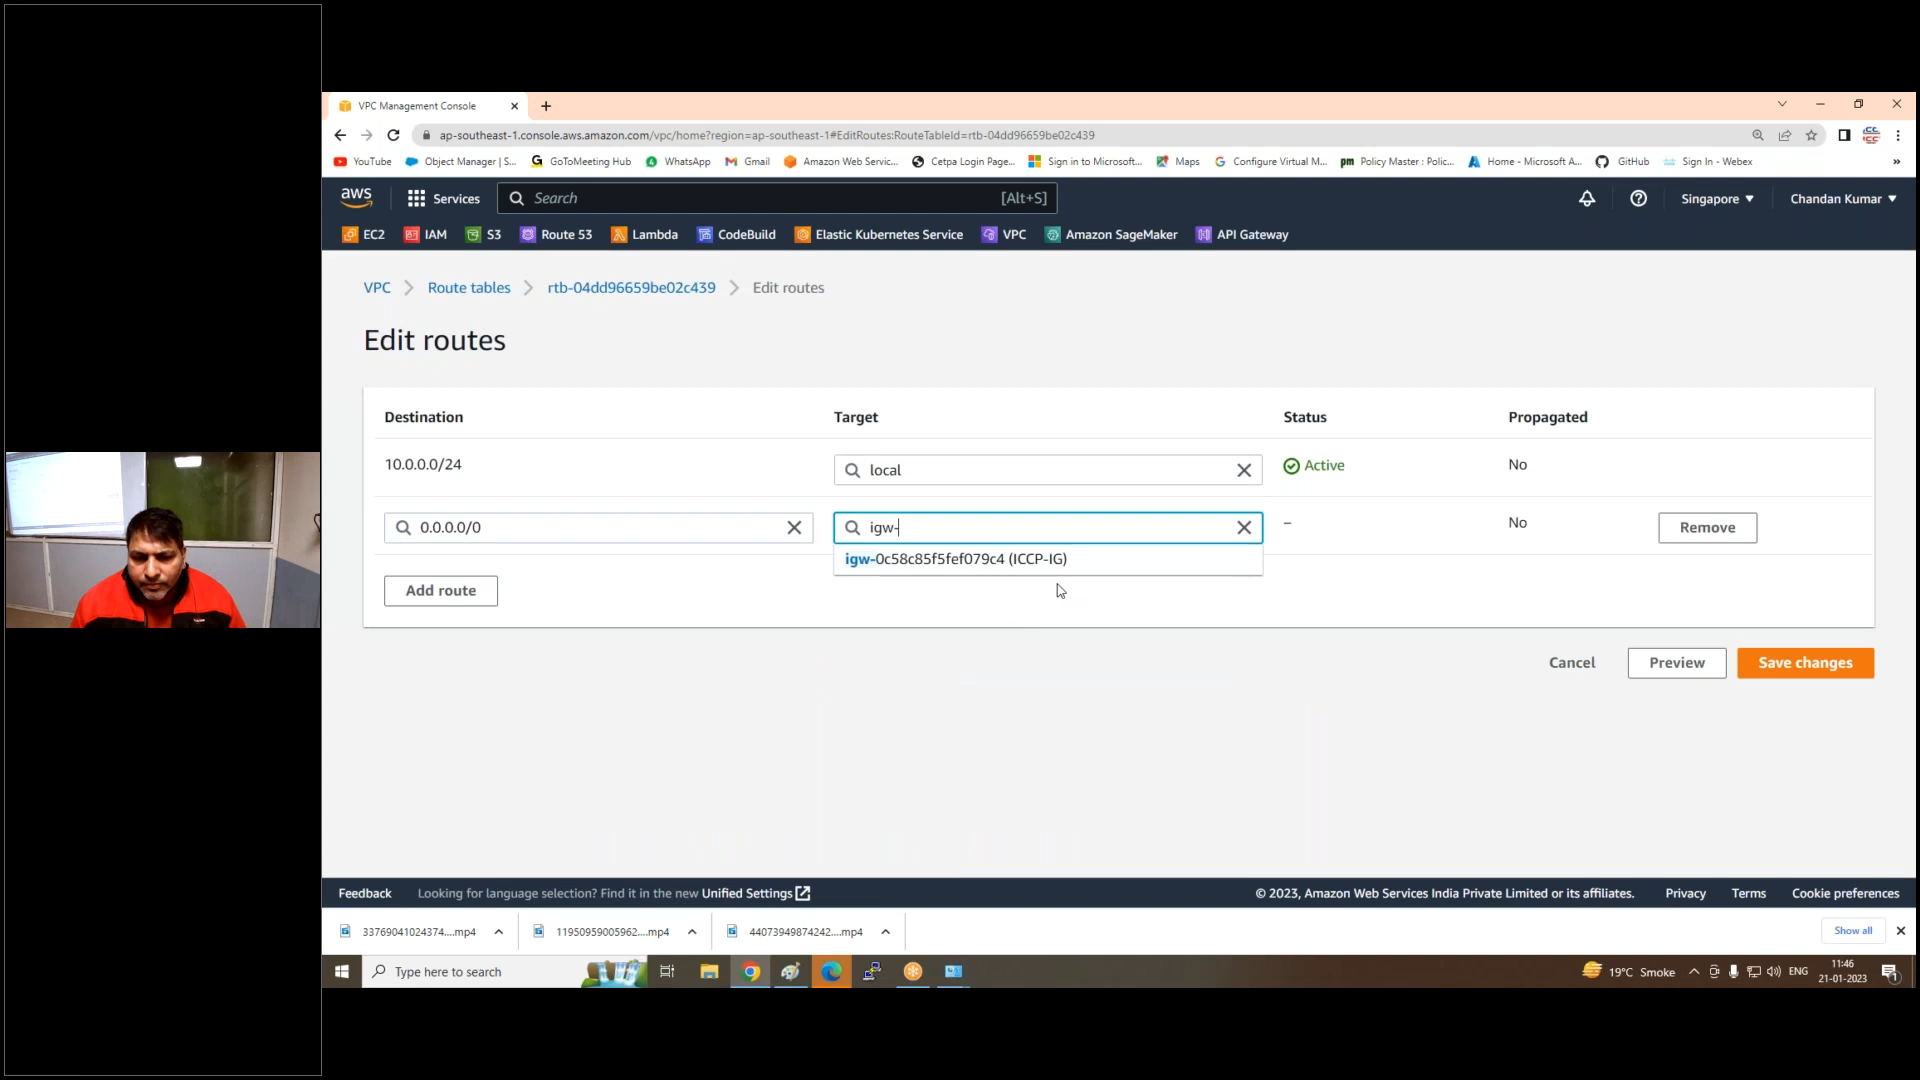 VPC Management Console
ap-southeast-1.console.aws.amazon.com/vpc/home?region=ap-southeast-1#EditRoutes:RouteTableId=rtb-04dd96659be02c439
YouTube Object Manager | S... GoToMeeting Hub WhatsApp Gmail Amazon Web Servic... Cetpa Login Page... Sign in to Microsoft... Maps Configure Virtual M... pm Policy Master : Polic... Home - Microsoft A... GitHub Sign In - Webex »
aws Services Search [Alt+S] Singapore Chandan Kumar
EC2 IAM S3 Route 53 Lambda CodeBuild Elastic Kubernetes Service VPC Amazon SageMaker API Gateway
VPC Route tables rtb-04dd96659be02c439 Edit routes
Edit routes
Destination Target Status Propagated
10.0.0.0/24 local Active No
0.0.0.0/0 igw- – No Remove
igw-0c58c85f5fef079c4 (ICCP-IG)
Add route
Cancel Preview Save changes
Feedback Looking for language selection? Find it in the new Unified Settings © 2023, Amazon Web Services India Private Limited or its affiliates. Privacy Terms Cookie preferences
33769041024374....mp4 11950959005962....mp4 44073949874242....mp4 Show all
Type here to search 19°C Smoke ENG 11:46
21-01-2023